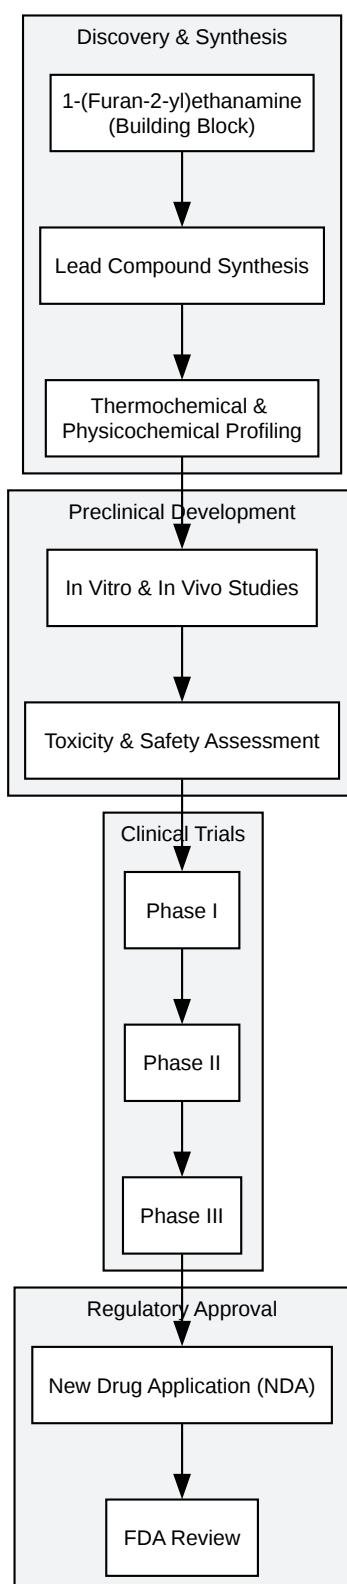 Discovery & Synthesis
1-(Furan-2-yl)ethanamine
(Building Block)
Lead Compound Synthesis
Thermochemical &
Physicochemical Profiling
Preclinical Development
In Vitro & In Vivo Studies
Toxicity & Safety Assessment
Clinical Trials
Phase I
Phase II
Phase III
Regulatory Approval
New Drug Application (NDA)
FDA Review